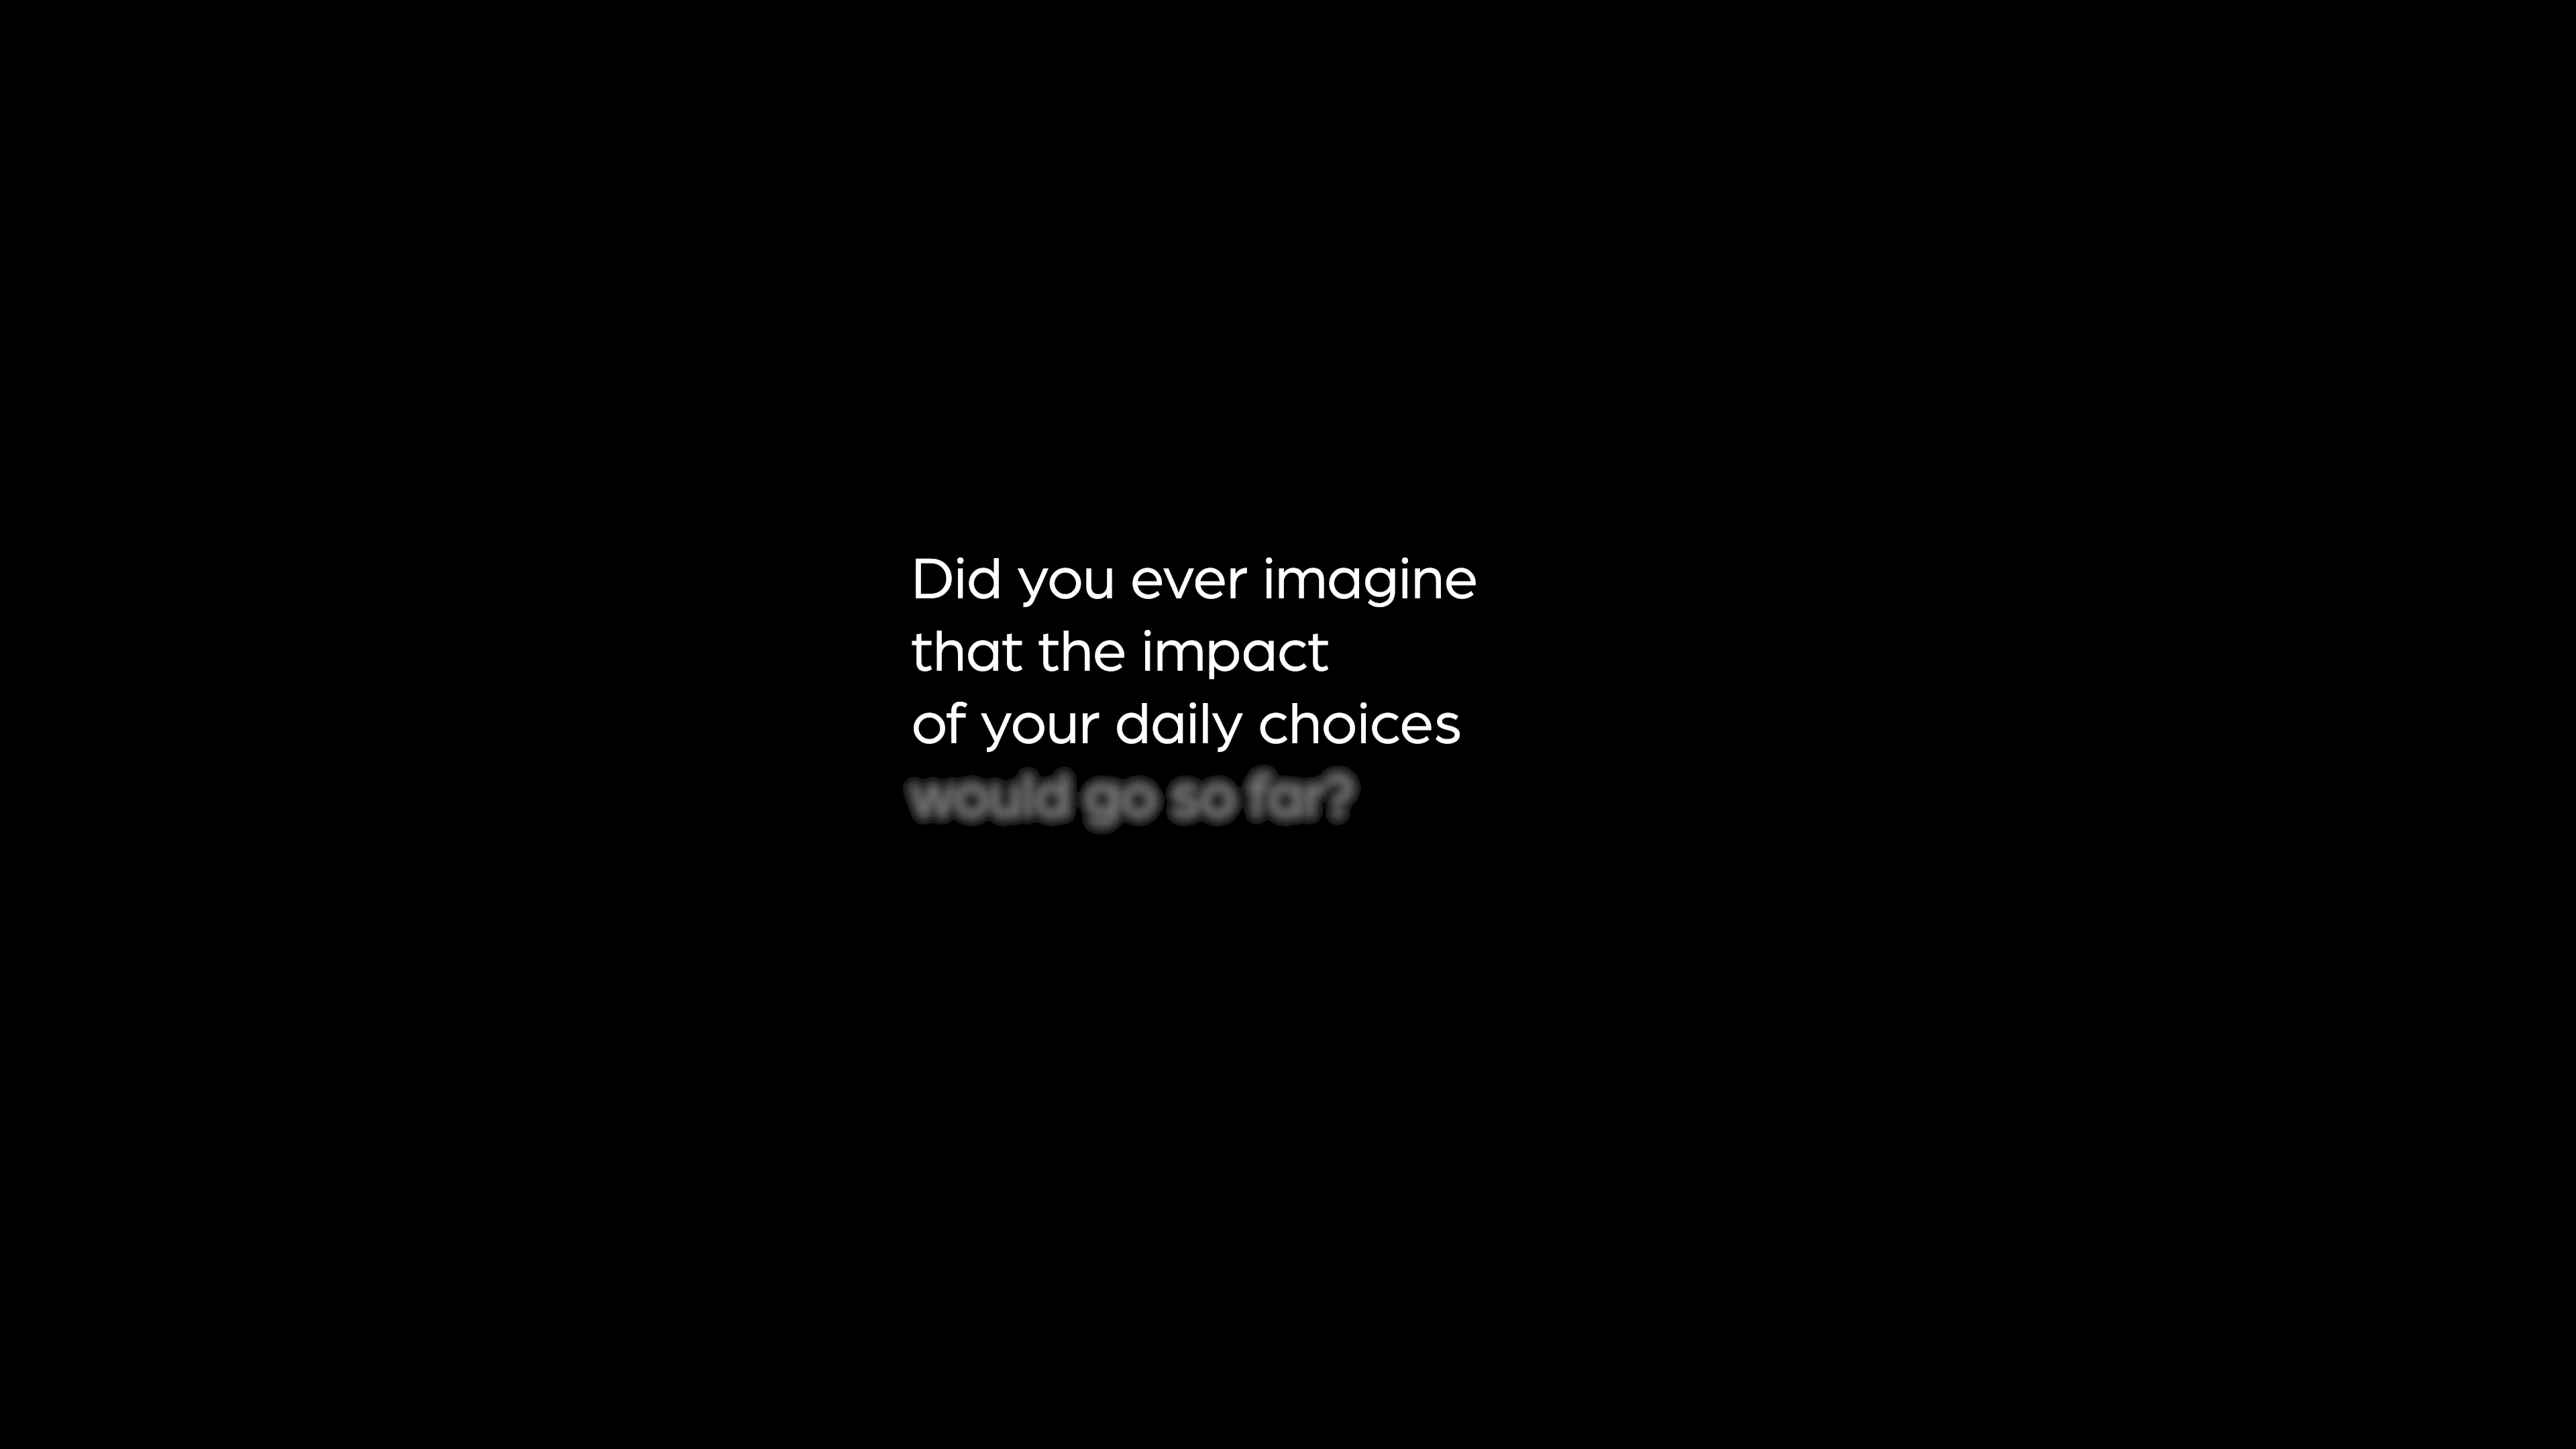 Did you ever imagine
that the impact
of your daily choices
would go so far?